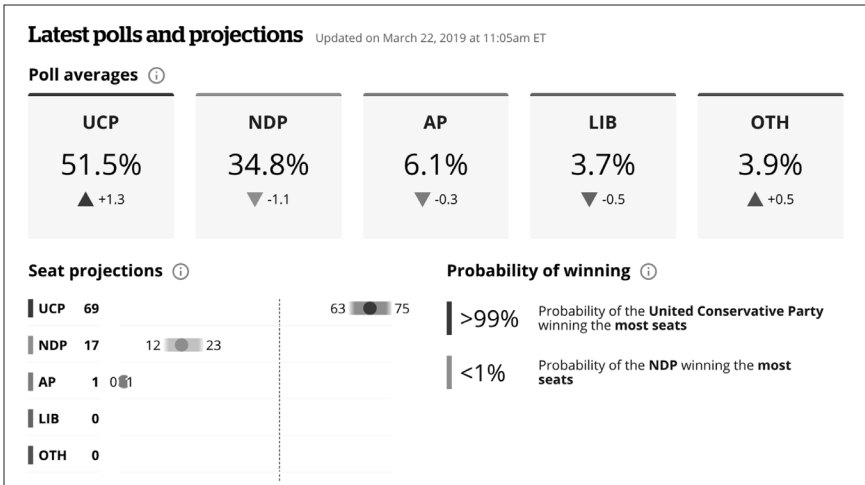 Latest polls and projections Updated on March 22, 2019 at 11:05am ET
Poll averages
UCP NDP AP LIB OTH
51.5% 34.8% 6.1% 3.7% 3.9%
+1.3 -1.1 -0.3 -0.5 +0.5
Seat projections
UCP 69 63 75
NDP 17 12 23
AP 1 0 1
LIB 0
OTH 0
Probability of winning
>99% Probability of the United Conservative Party
winning the most seats
<1% Probability of the NDP winning the most
seats